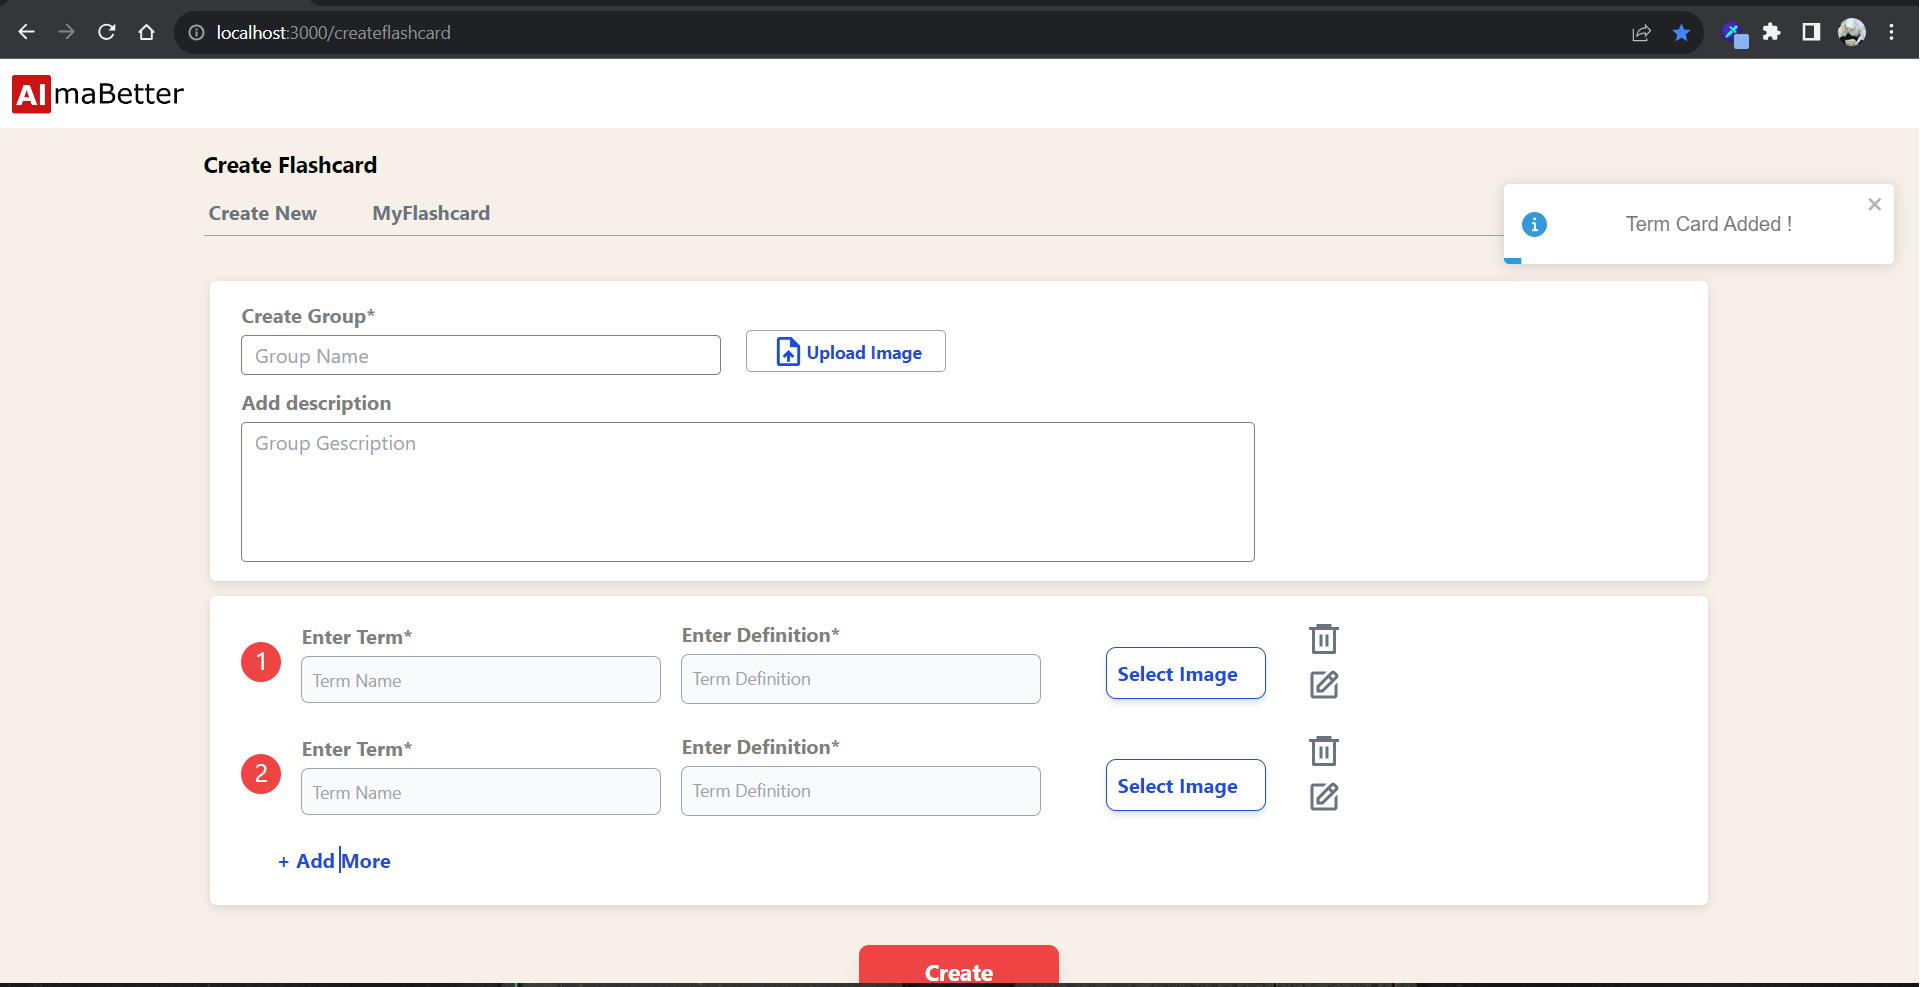 localhost:3000/createflashcard
AlmaBetter
Create Flashcard
Create New MyFlashcard
Term Card Added !
Create Group*
Group Name
Upload Image
Add description
Group Gescription
1
Enter Term*
Enter Definition*
Term Name
Term Definition
Select Image
2
Enter Term*
Enter Definition*
Term Name
Term Definition
Select Image
+ Add More
Create